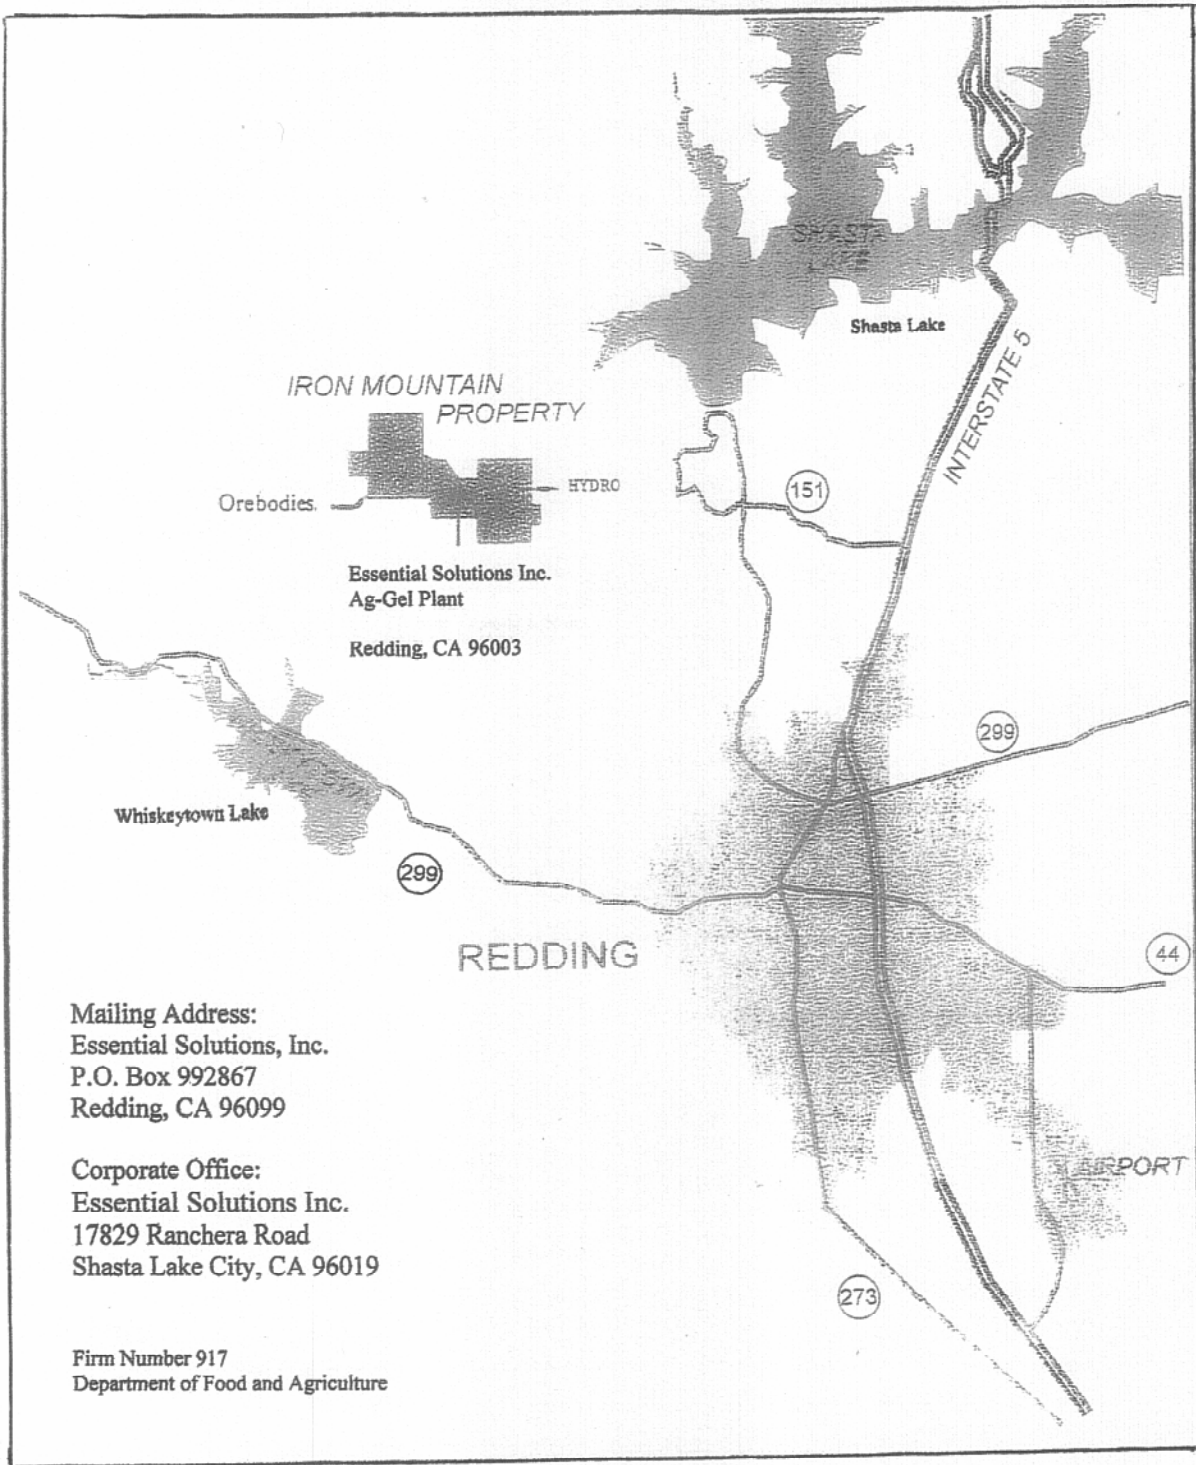 SHASTA
LAKE
Shasta Lake
INTERSTATE 5
IRON MOUNTAIN
PROPERTY
Orebodies.
HYDRO
151
Essential Solutions Inc.
Ag-Gel Plant
Redding, CA 96003
299
Whiskeytown Lake
299
REDDING
44
Mailing Address:
Essential Solutions, Inc.
P.O. Box 992867
Redding, CA 96099
AIRPORT
Corporate Office:
Essential Solutions Inc.
17829 Ranchera Road
Shasta Lake City, CA 96019
273
Firm Number 917
Department of Food and Agriculture